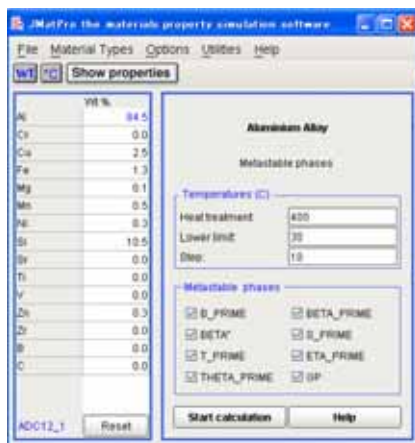 JMatPro the materials property simulation software
File Material Types Options Utilities Help
WT °C Show properties
Wt %
Al 84.5
Cr 0.0
Cu 2.5
Fe 1.3
Mg 0.1
Mn 0.5
Ni 0.3
Si 10.5
Sr 0.0
Ti 0.0
V 0.0
Zn 0.3
Zr 0.0
B 0.0
C 0.0
ADC12_1 Reset
Aluminium Alloy
Metastable phases
Temperatures (C)
Heat treatment: 400
Lower limit: 30
Step: 10
Metastable phases
B_PRIME BETA_PRIME
BETA" S_PRIME
T_PRIME ETA_PRIME
THETA_PRIME GP
Start calculation Help